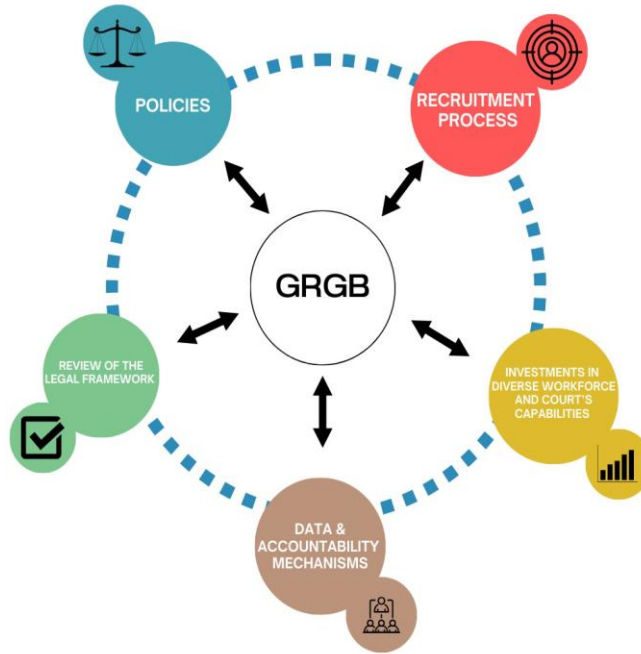 POLICIES
RECRUITMENT
PROCESS
GRGB
REVIEW OF THE
LEGAL FRAMEWORK
INVESTMENTS IN
DIVERSE WORKFORCE
AND COURT'S
CAPABILITIES
DATA &
ACCOUNTABILITY
MECHANISMS